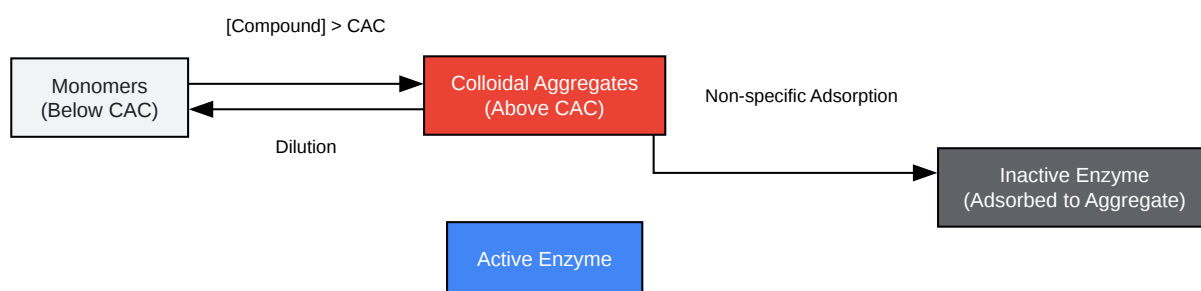 [Compound] > CAC
Monomers
(Below CAC)
Colloidal Aggregates
(Above CAC)
Non-specific Adsorption
Dilution
Inactive Enzyme
(Adsorbed to Aggregate)
Active Enzyme